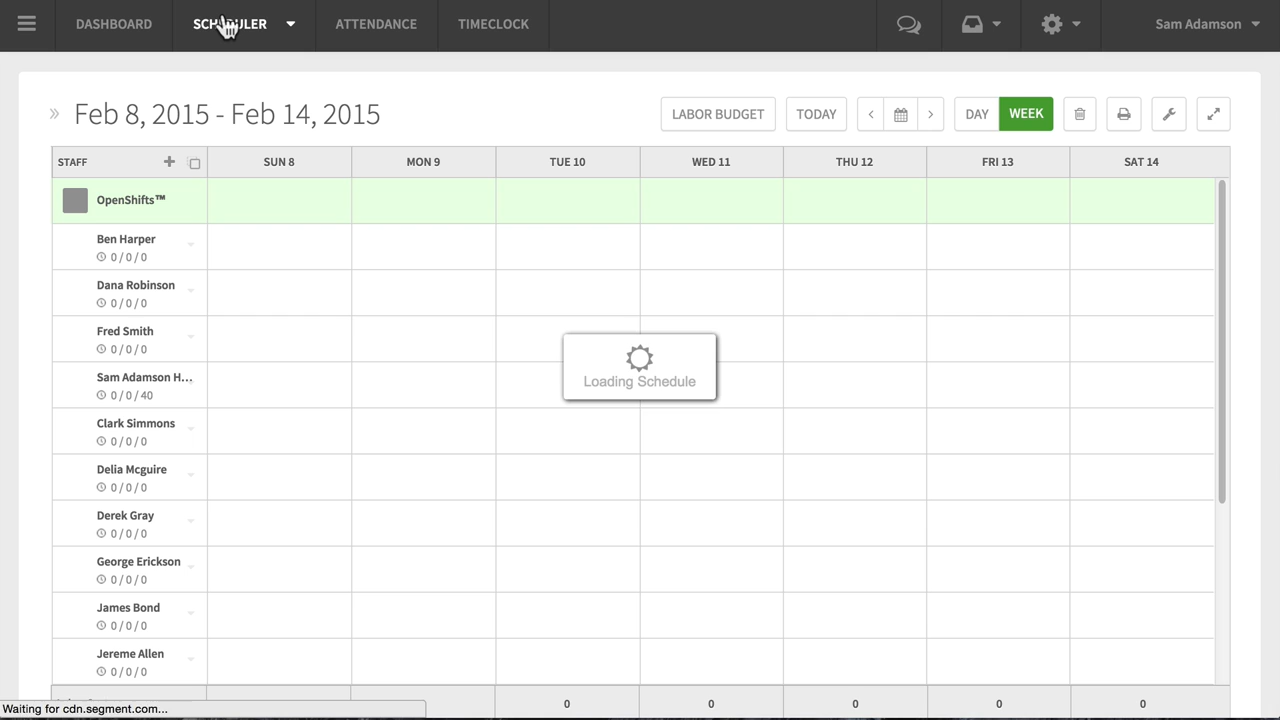 DASHBOARD
SCHEDULER
ATTENDANCE
TIMECLOCK
Sam Adamson
Feb 8, 2015 - Feb 14, 2015
LABOR BUDGET
TODAY
DAY
WEEK
STAFF
SUN 8
MON 9
TUE 10
WED 11
THU 12
FRI 13
SAT 14
OpenShifts™
Ben Harper
0 / 0 / 0
Dana Robinson
0 / 0 / 0
Fred Smith
0 / 0 / 0
Sam Adamson H...
0 / 0 / 40
Clark Simmons
0 / 0 / 0
Delia Mcguire
0 / 0 / 0
Derek Gray
0 / 0 / 0
George Erickson
0 / 0 / 0
James Bond
0 / 0 / 0
Jereme Allen
0 / 0 / 0
Loading Schedule
0
0
0
0
0
Waiting for cdn.segment.com...